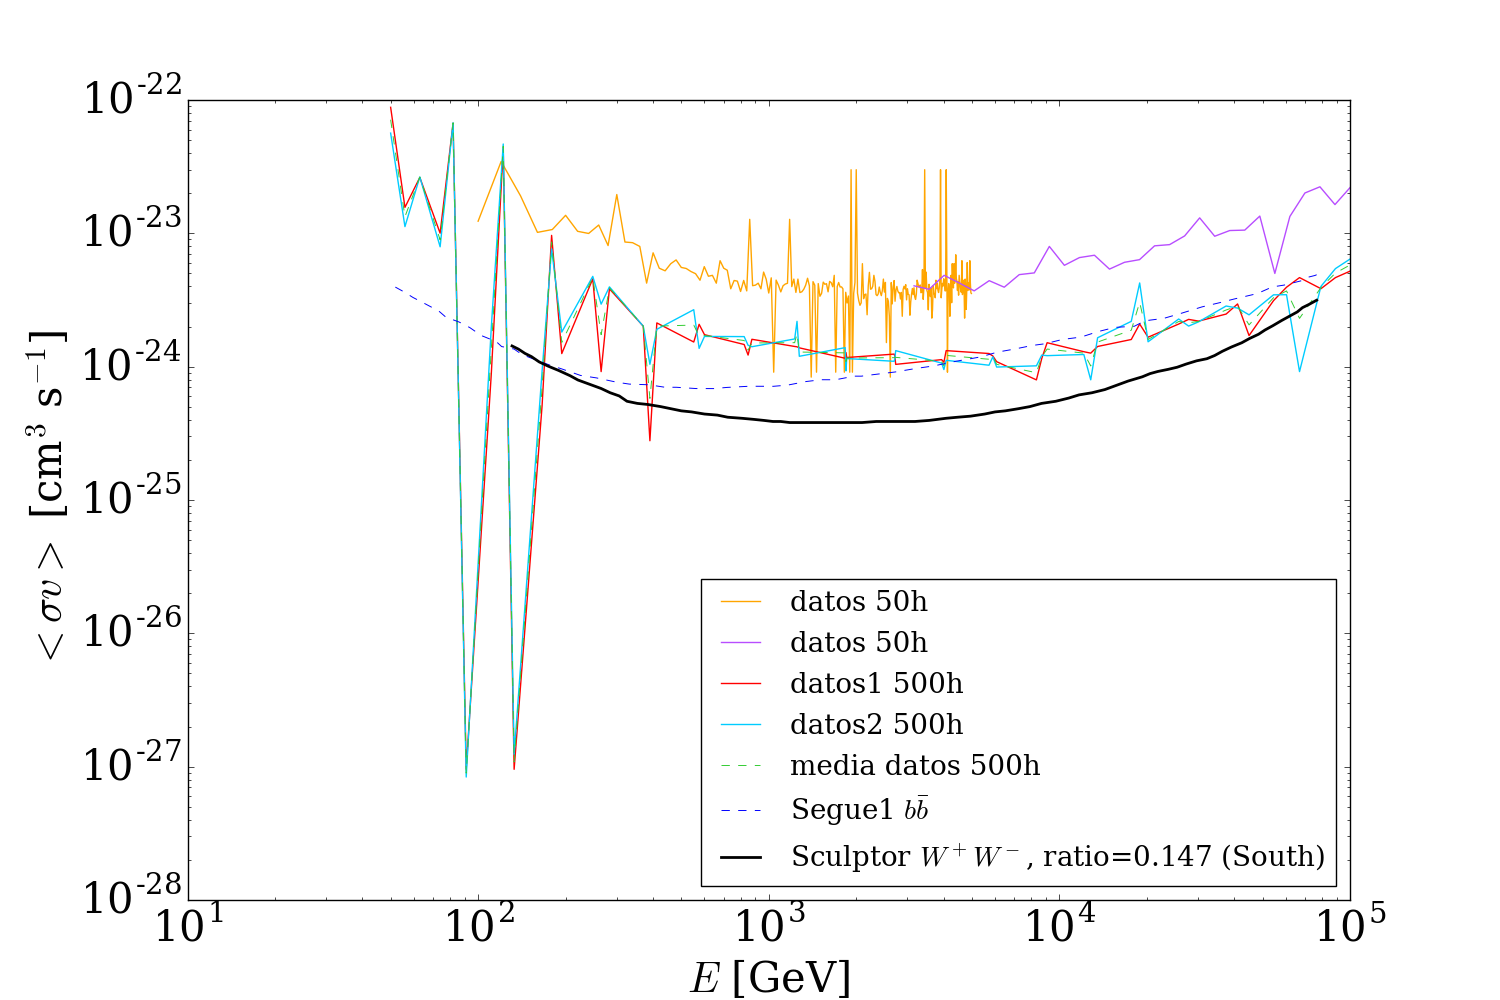 10^-22
10^-23
10^-24
10^-25
10^-26
10^-27
10^-28
< σv > [cm^3 s^−1]
datos 50h
datos 50h
datos1 500h
datos2 500h
media datos 500h
Segue1 bb̄
Sculptor W^+W^−, ratio=0.147 (South)
10^1 10^2 10^3 10^4 10^5
E [GeV]